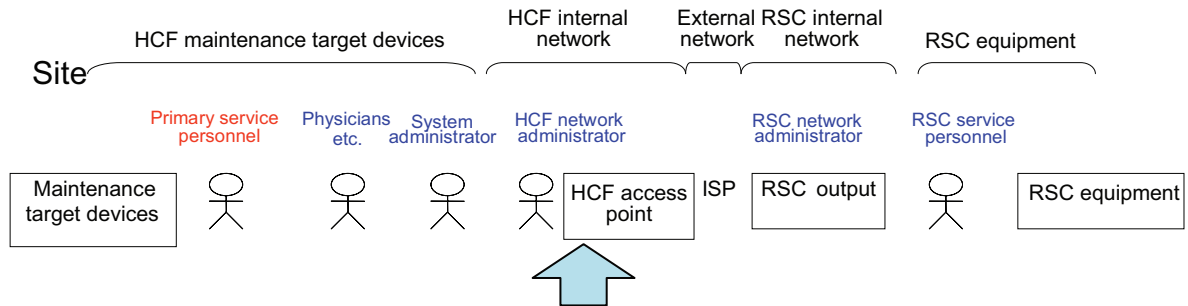 HCF maintenance target devices
HCF internal
network
External
network
RSC internal
network
RSC equipment
Site
Primary service
personnel
Physicians
etc.
System
administrator
HCF network
administrator
RSC network
administrator
RSC service
personnel
Maintenance
target devices
HCF access
point
ISP
RSC output
RSC equipment